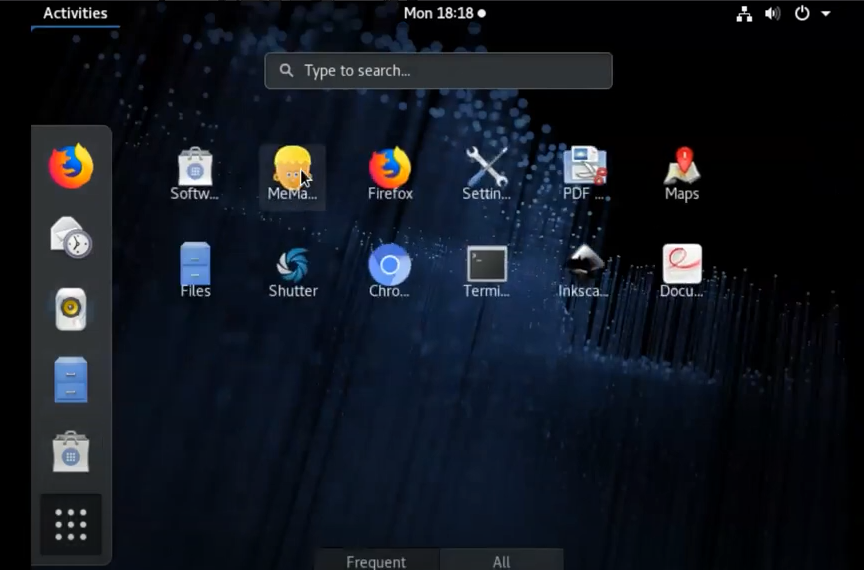 Activities
Mon 18:18
Type to search...
Softw...
MeMa...
Firefox
Settin...
PDF ...
Maps
Files
Shutter
Chro...
Termi...
Inksca...
Docu...
Frequent
All